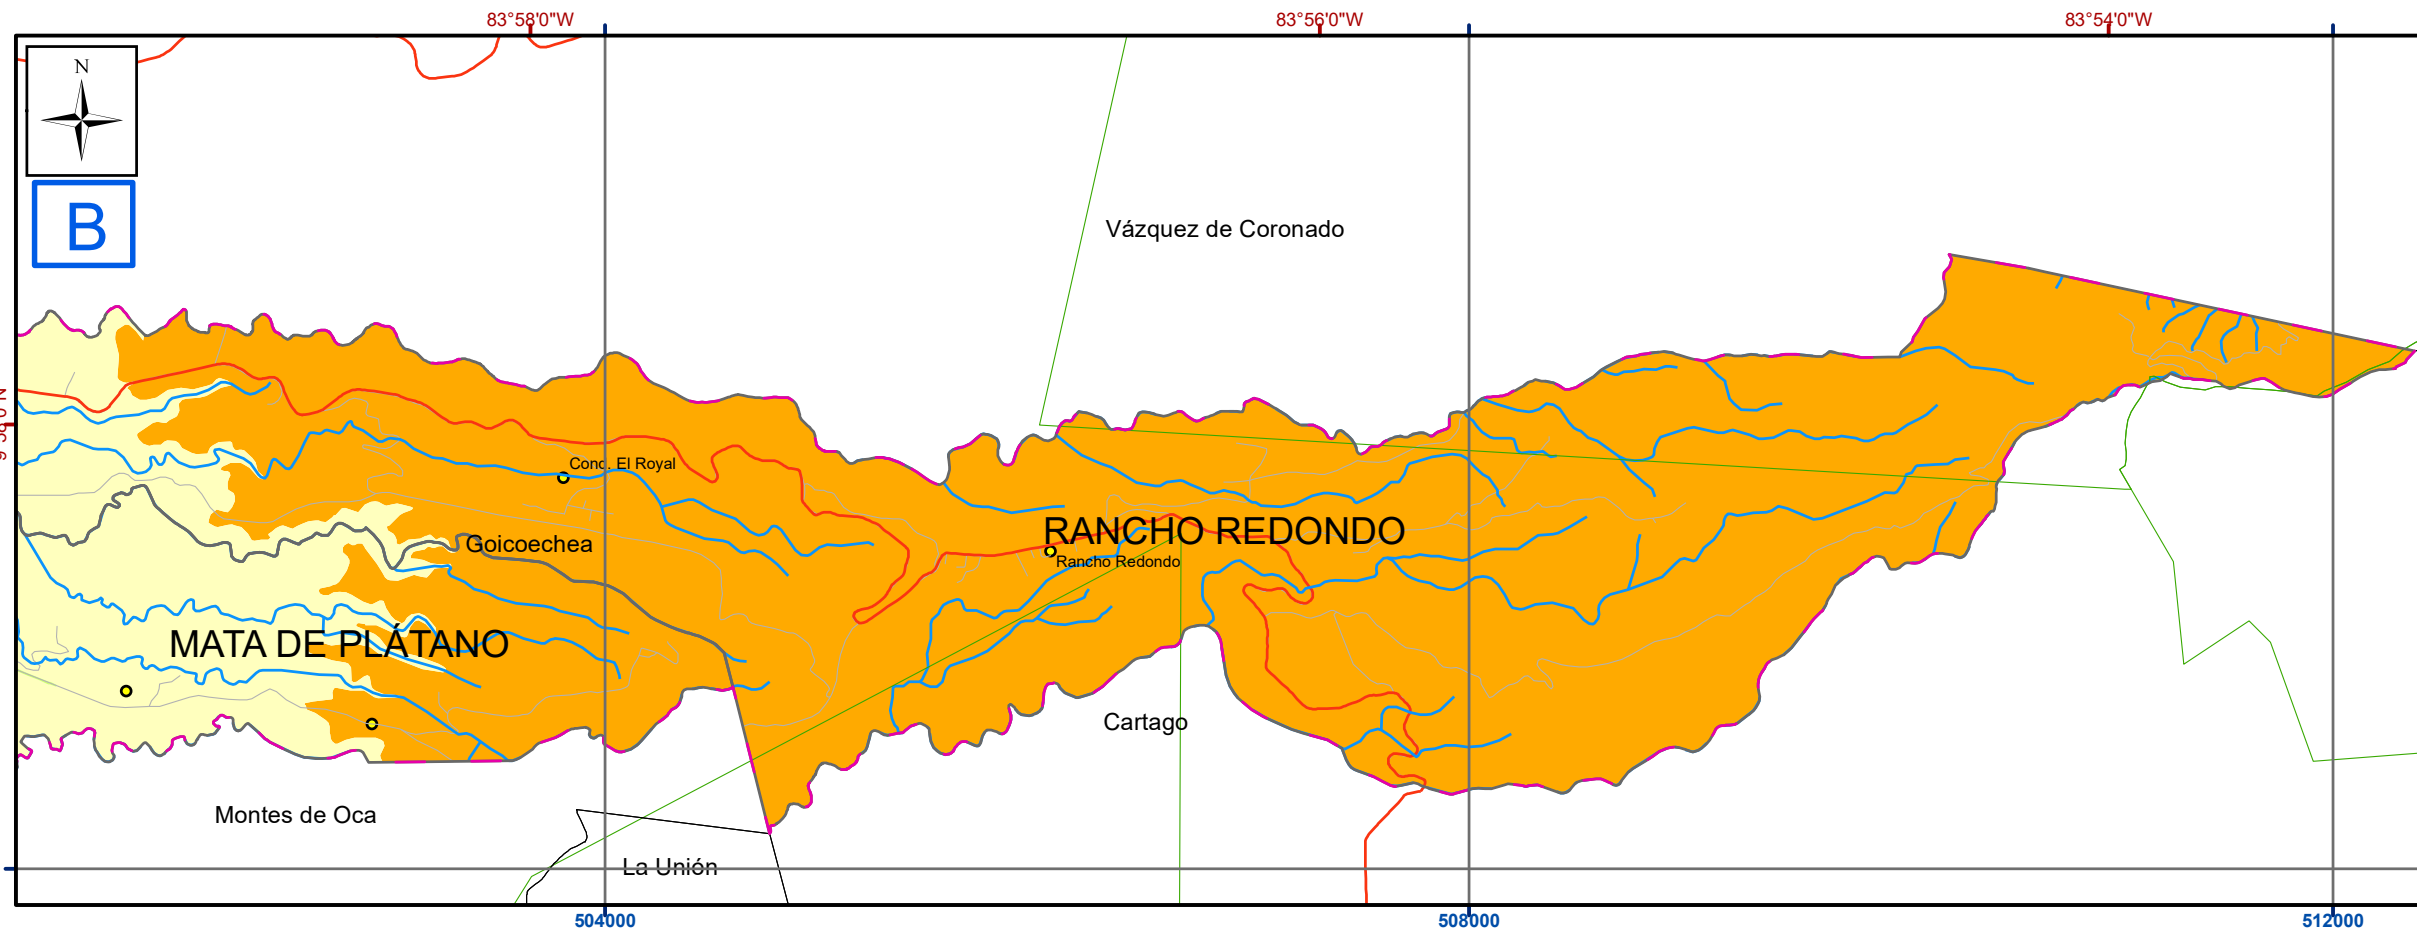 83°58'0"W
83°56'0"W
83°54'0"W
N
B
Vázquez de Coronado
Cond. El Royal
RANCHO REDONDO
Goicoechea
Rancho Redondo
MATA DE PLÁTANO
Cartago
Montes de Oca
La Unión
504000
508000
512000